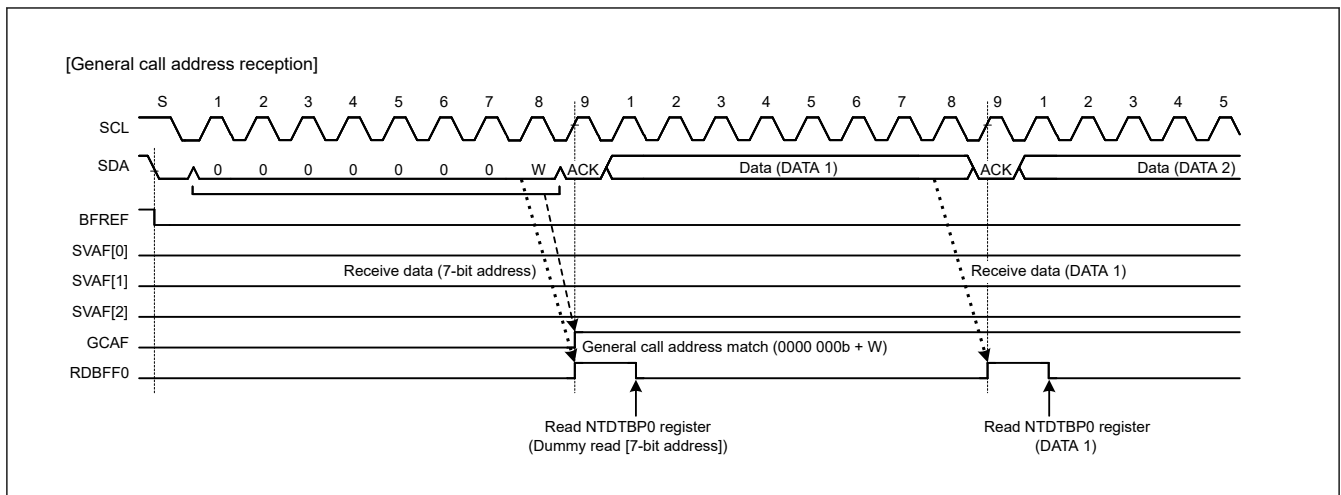 [General call address reception]
S 1 2 3 4 5 6 7 8 9 1 2 3 4 5 6 7 8 9 1 2 3 4 5
SCL
SDA 0 0 0 0 0 0 0 W ACK Data (DATA 1) ACK Data (DATA 2)
BFREF
SVAF[0]
Receive data (7-bit address) Receive data (DATA 1)
SVAF[1]
SVAF[2]
GCAF
General call address match (0000 000b + W)
RDBFF0
Read NTDTBP0 register Read NTDTBP0 register
(Dummy read [7-bit address]) (DATA 1)